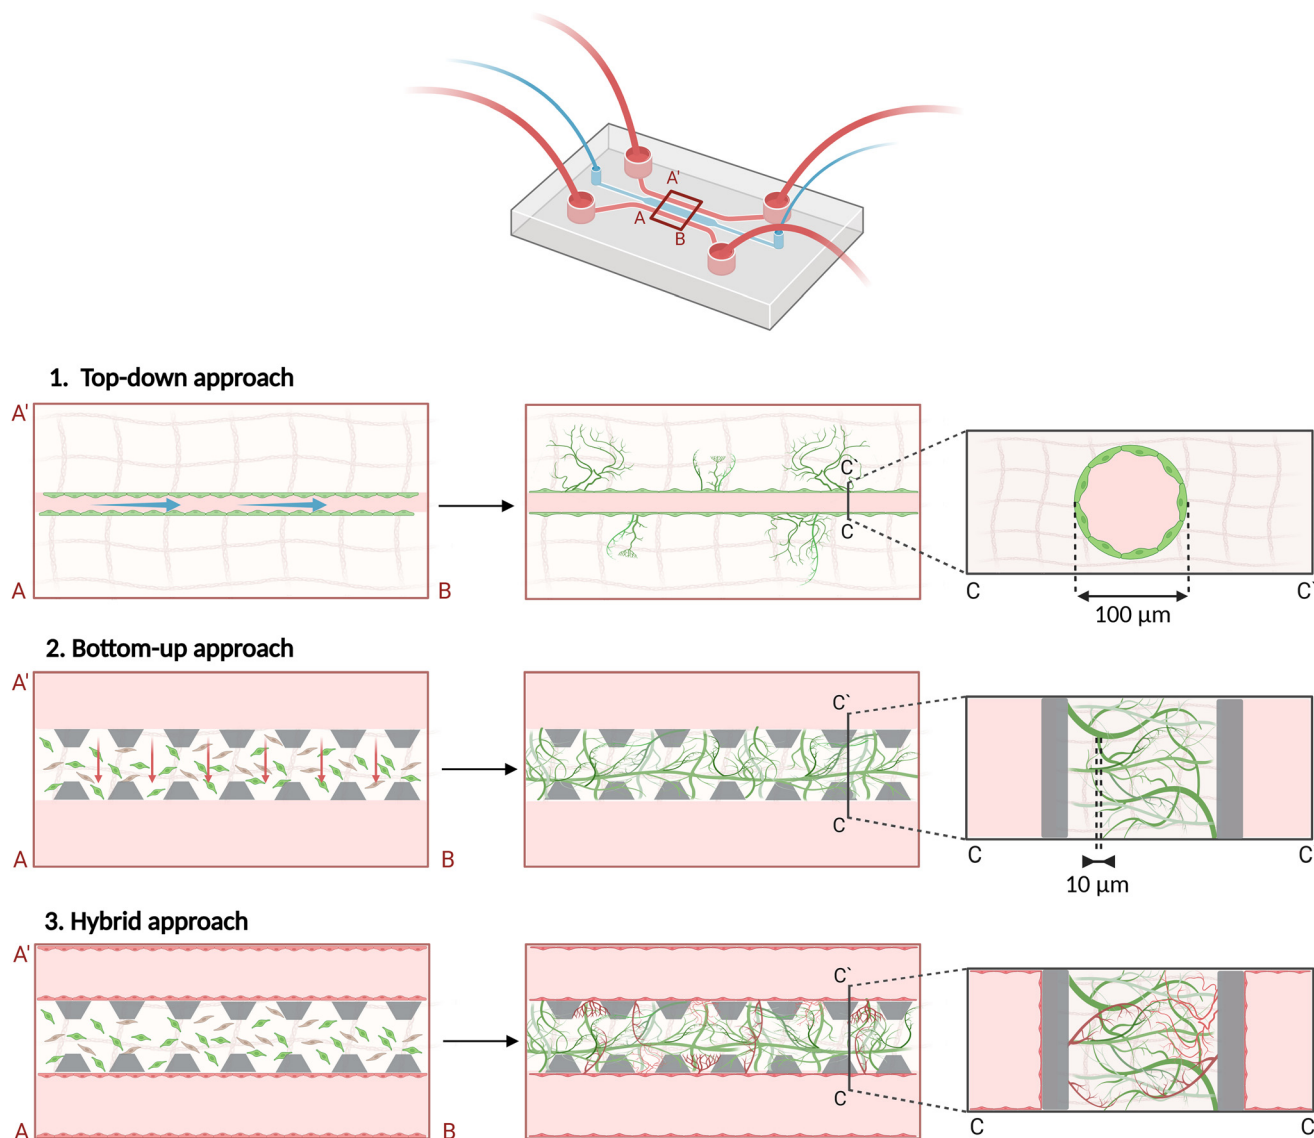 A'
A
B
1. Top-down approach
A'
C`
C
A
B
C
C`
100 µm
2. Bottom-up approach
A'
C`
C
A
B
C
C
10 µm
3. Hybrid approach
A'
C`
C
A
B
C
C